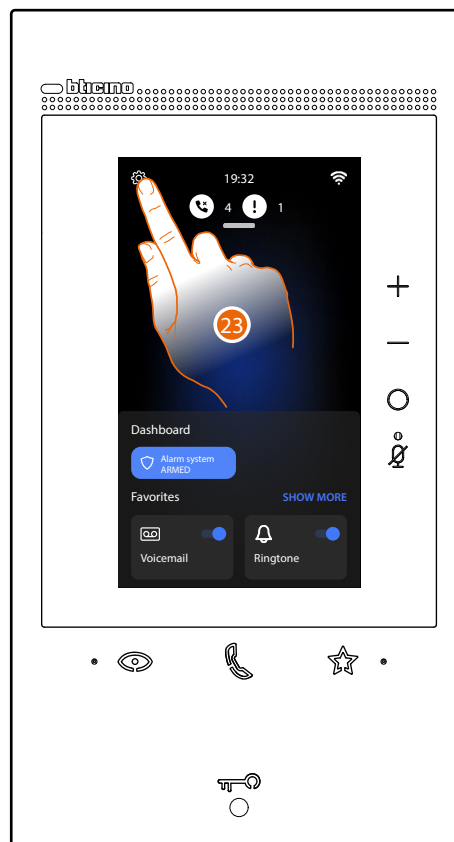 bticino
19:32
4 1
23
Dashboard
Alarm system
ARMED
Favorites SHOW MORE
Voicemail Ringtone